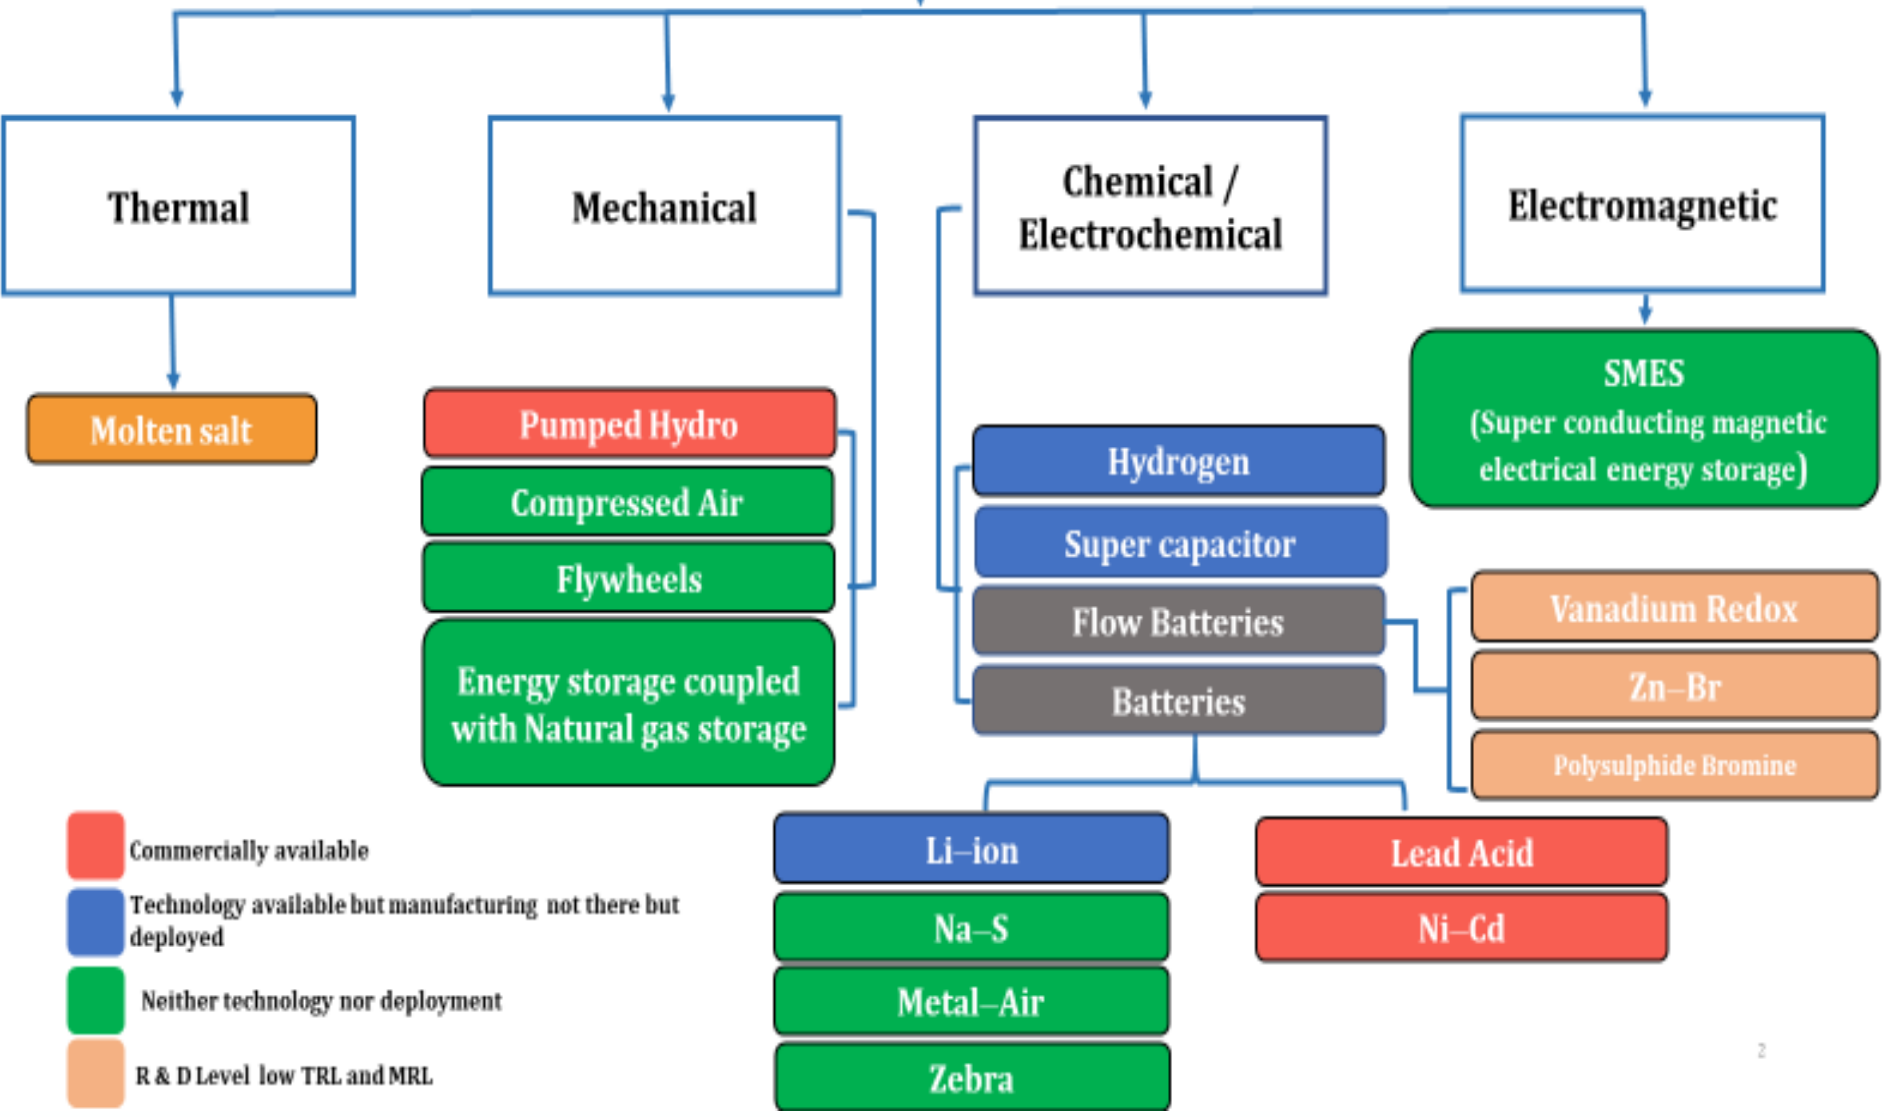 Thermal
Mechanical
Chemical /
Electrochemical
Electromagnetic
Molten salt
Pumped Hydro
Compressed Air
Flywheels
Energy storage coupled
with Natural gas storage
Hydrogen
Super capacitor
Flow Batteries
Batteries
SMES
(Super conducting magnetic
electrical energy storage)
Vanadium Redox
Zn–Br
Polysulphide Bromine
Li–ion
Na–S
Metal–Air
Zebra
Lead Acid
Ni–Cd
Commercially available
Technology available but manufacturing not there but
deployed
Neither technology nor deployment
R & D Level low TRL and MRL
2